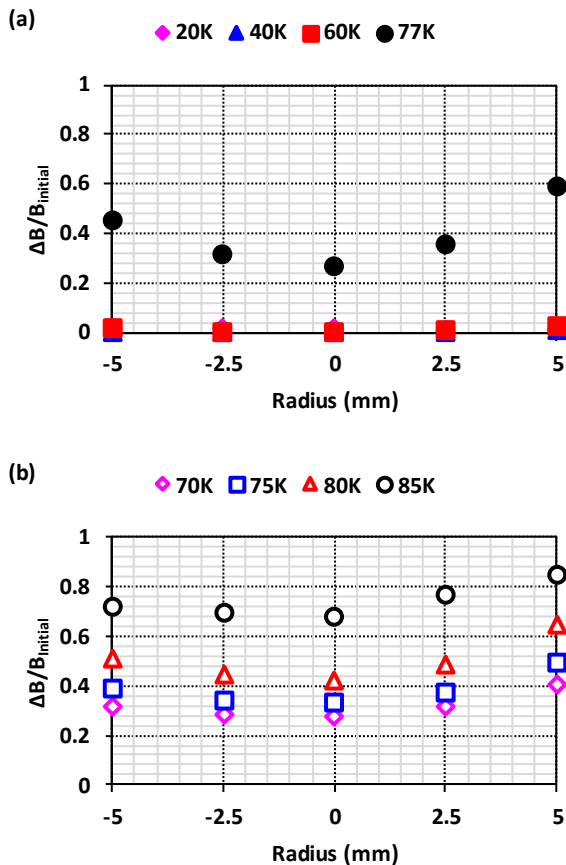 (a)
20K 40K 60K 77K
1
0.8
0.6
0.4
0.2
0
ΔB/Binitial
-5 -2.5 0 2.5 5
Radius (mm)
(b)
70K 75K 80K 85K
1
0.8
0.6
0.4
0.2
0
ΔB/BInitial
-5 -2.5 0 2.5 5
Radius (mm)